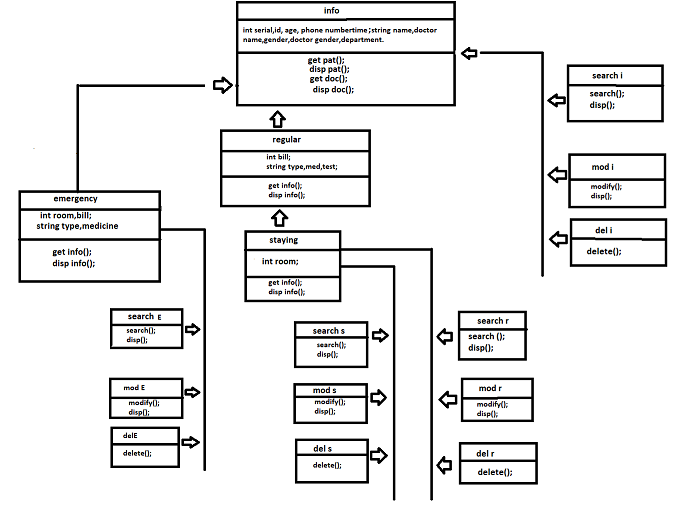 info
int serial,id, age, phone numbertime;string name,doctor
name,gender,doctor gender,department.
get pat();
disp pat();
get doc();
disp doc();
search i
search();
disp();
regular
int bill;
string type,med,test;
get info();
disp info();
mod i
modify();
disp();
emergency
int room,bill;
string type,medicine
get info();
disp info();
staying
int room;
get info();
disp info();
del i
delete();
search E
search();
disp();
search s
search();
disp();
search r
search ();
disp();
mod E
modify();
disp();
mod s
modify();
disp();
mod r
modify();
disp();
delE
delete();
del s
delete();
del r
delete();